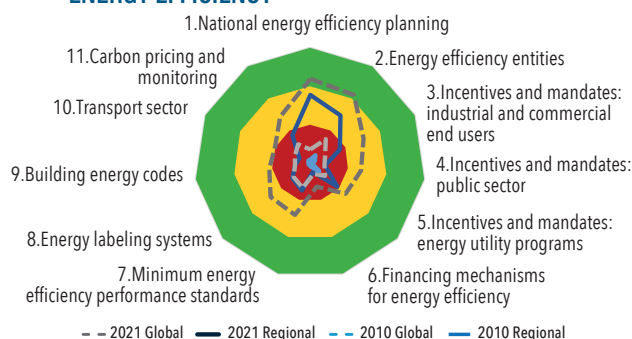 ENERGY EFFICIENCY
1.National energy efficiency planning
2.Energy efficiency entities
3.Incentives and mandates:
industrial and commercial
end users
4.Incentives and mandates:
public sector
5.Incentives and mandates:
energy utility programs
6.Financing mechanisms
for energy efficiency
7.Minimum energy
efficiency performance standards
8.Energy labeling systems
9.Building energy codes
10.Transport sector
11.Carbon pricing and
monitoring
2021 Global
2021 Regional
2010 Global
2010 Regional